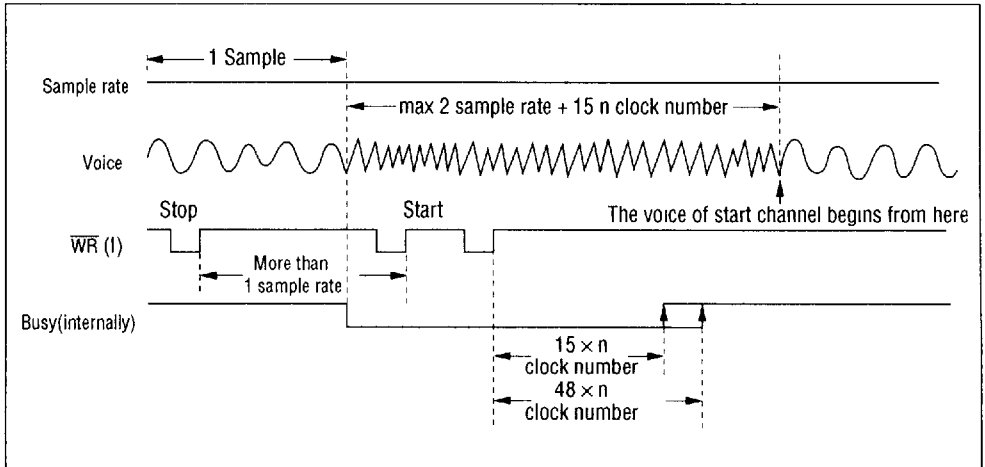 1 Sample
Sample rate
max 2 sample rate + 15 n clock number
Voice
Stop
Start
The voice of start channel begins from here
WR (I)
More than
1 sample rate
Busy(internally)
15 × n
clock number
48 × n
clock number